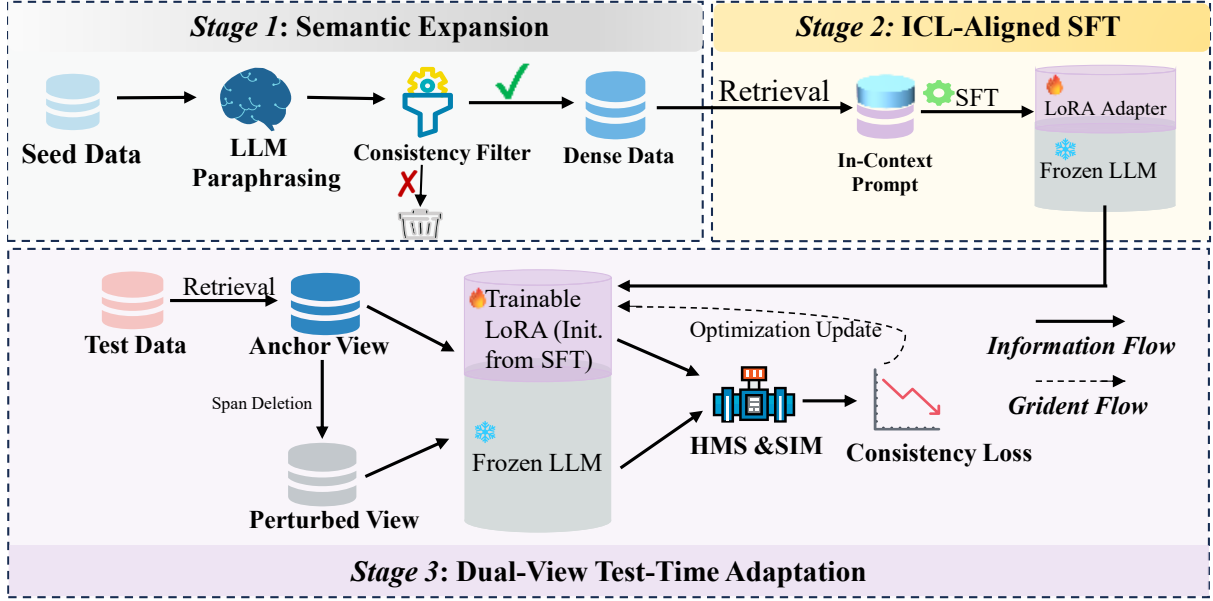 Stage 1: Semantic Expansion
Seed Data
LLM
Paraphrasing
Consistency Filter
Dense Data
Retrieval
Stage 2: ICL-Aligned SFT
In-Context
Prompt
SFT
LoRA Adapter
Frozen LLM
Test Data
Retrieval
Anchor View
Span Deletion
Perturbed View
Trainable
LoRA (Init.
from SFT)
Frozen LLM
Optimization Update
HMS &SIM
Consistency Loss
Information Flow
Grident Flow
Stage 3: Dual-View Test-Time Adaptation